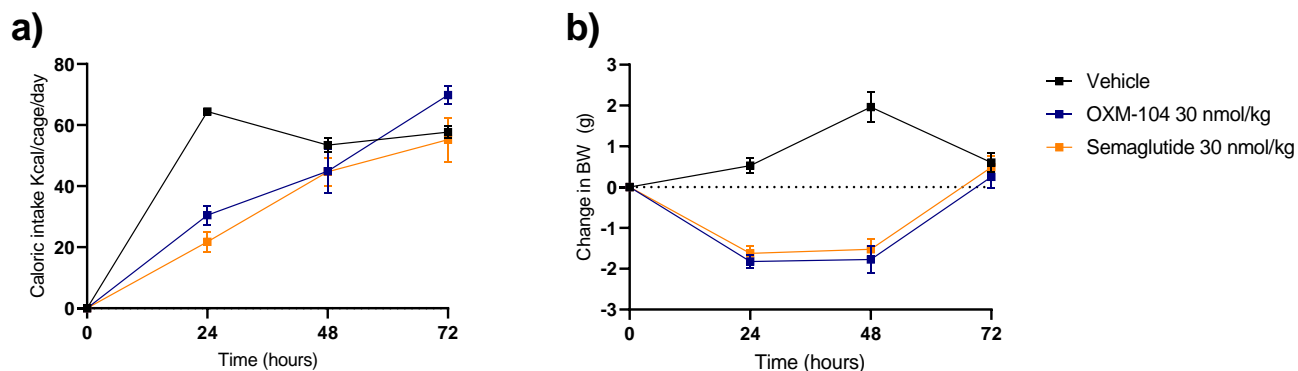 a)
Caloric intake Kcal/cage/day
80
60
40
20
0
0 24 48 72
Time (hours)
b)
Change in BW (g)
3
2
1
0
-1
-2
-3
0 24 48 72
Time (hours)
Vehicle
OXM-104 30 nmol/kg
Semaglutide 30 nmol/kg